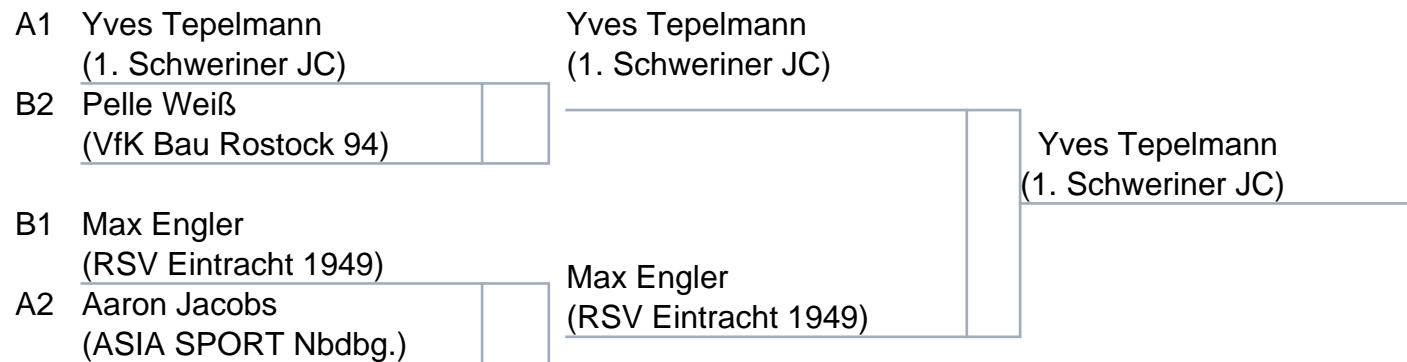 A1 Yves Tepelmann
(1. Schweriner JC)
B2 Pelle Weiß
(VfK Bau Rostock 94)
B1 Max Engler
(RSV Eintracht 1949)
A2 Aaron Jacobs
(ASIA SPORT Nbdbg.)
Yves Tepelmann
(1. Schweriner JC)
Max Engler
(RSV Eintracht 1949)
Yves Tepelmann
(1. Schweriner JC)